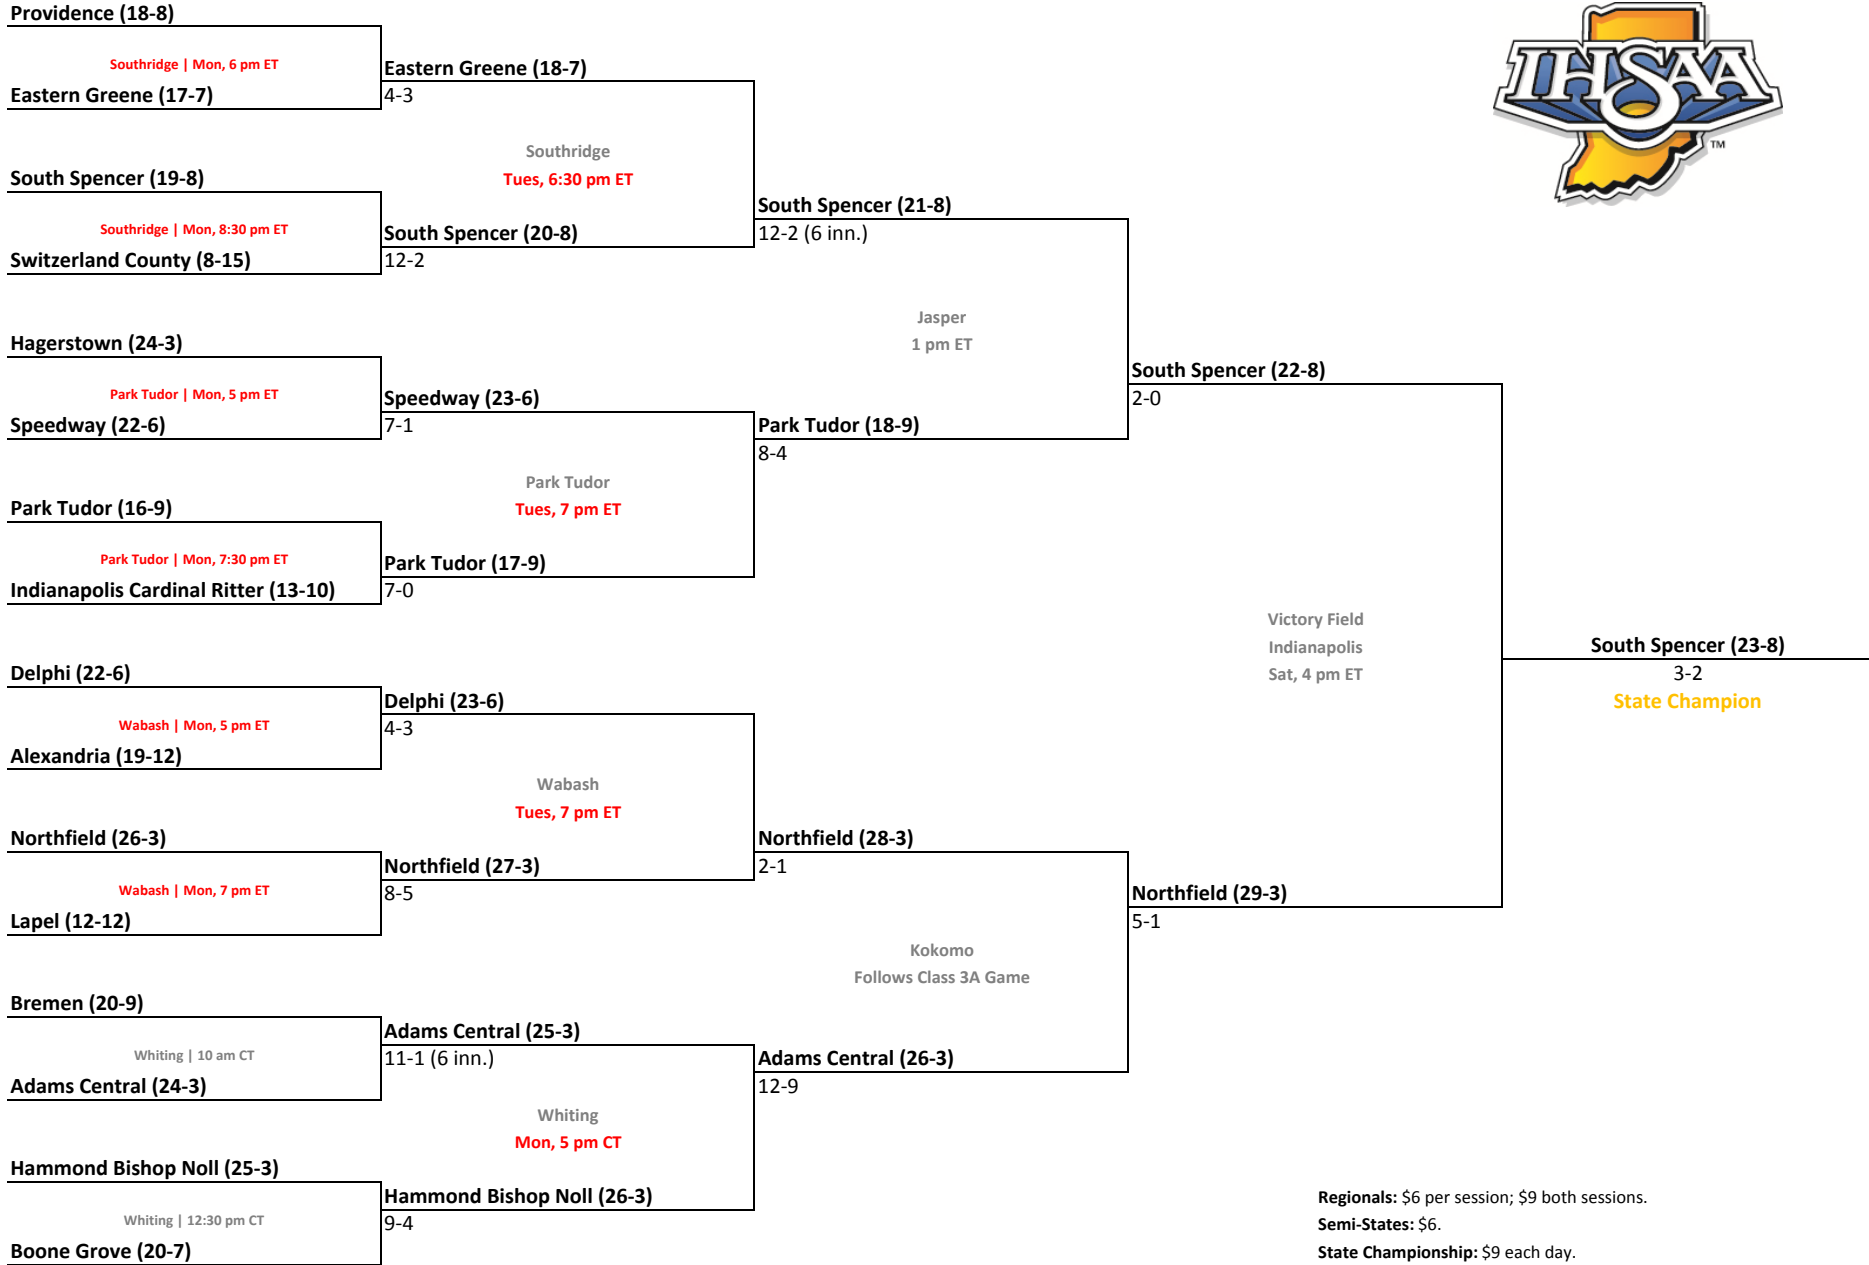 Providence (18-8)
Southridge | Mon, 6 pm ET
Eastern Greene (17-7)
South Spencer (19-8)
Southridge | Mon, 8:30 pm ET
Switzerland County (8-15)
Hagerstown (24-3)
Park Tudor | Mon, 5 pm ET
Speedway (22-6)
Park Tudor (16-9)
Park Tudor | Mon, 7:30 pm ET
Indianapolis Cardinal Ritter (13-10)
Delphi (22-6)
Wabash | Mon, 5 pm ET
Alexandria (19-12)
Northfield (26-3)
Wabash | Mon, 7 pm ET
Lapel (12-12)
Bremen (20-9)
Whiting | 10 am CT
Adams Central (24-3)
Hammond Bishop Noll (25-3)
Whiting | 12:30 pm CT
Boone Grove (20-7)
Eastern Greene (18-7)
4-3
Southridge
Tues, 6:30 pm ET
South Spencer (20-8)
12-2
Speedway (23-6)
7-1
Park Tudor
Tues, 7 pm ET
Park Tudor (17-9)
7-0
Delphi (23-6)
4-3
Wabash
Tues, 7 pm ET
Northfield (27-3)
8-5
Adams Central (25-3)
11-1 (6 inn.)
Whiting
Mon, 5 pm CT
Hammond Bishop Noll (26-3)
9-4
South Spencer (21-8)
12-2 (6 inn.)
Jasper
1 pm ET
Park Tudor (18-9)
8-4
Northfield (28-3)
2-1
Kokomo
Follows Class 3A Game
Adams Central (26-3)
12-9
South Spencer (22-8)
2-0
Victory Field
Indianapolis
Sat, 4 pm ET
Northfield (29-3)
5-1
IHSAA
TM
South Spencer (23-8)
3-2
State Champion
Regionals: $6 per session; $9 both sessions.
Semi-States: $6.
State Championship: $9 each day.